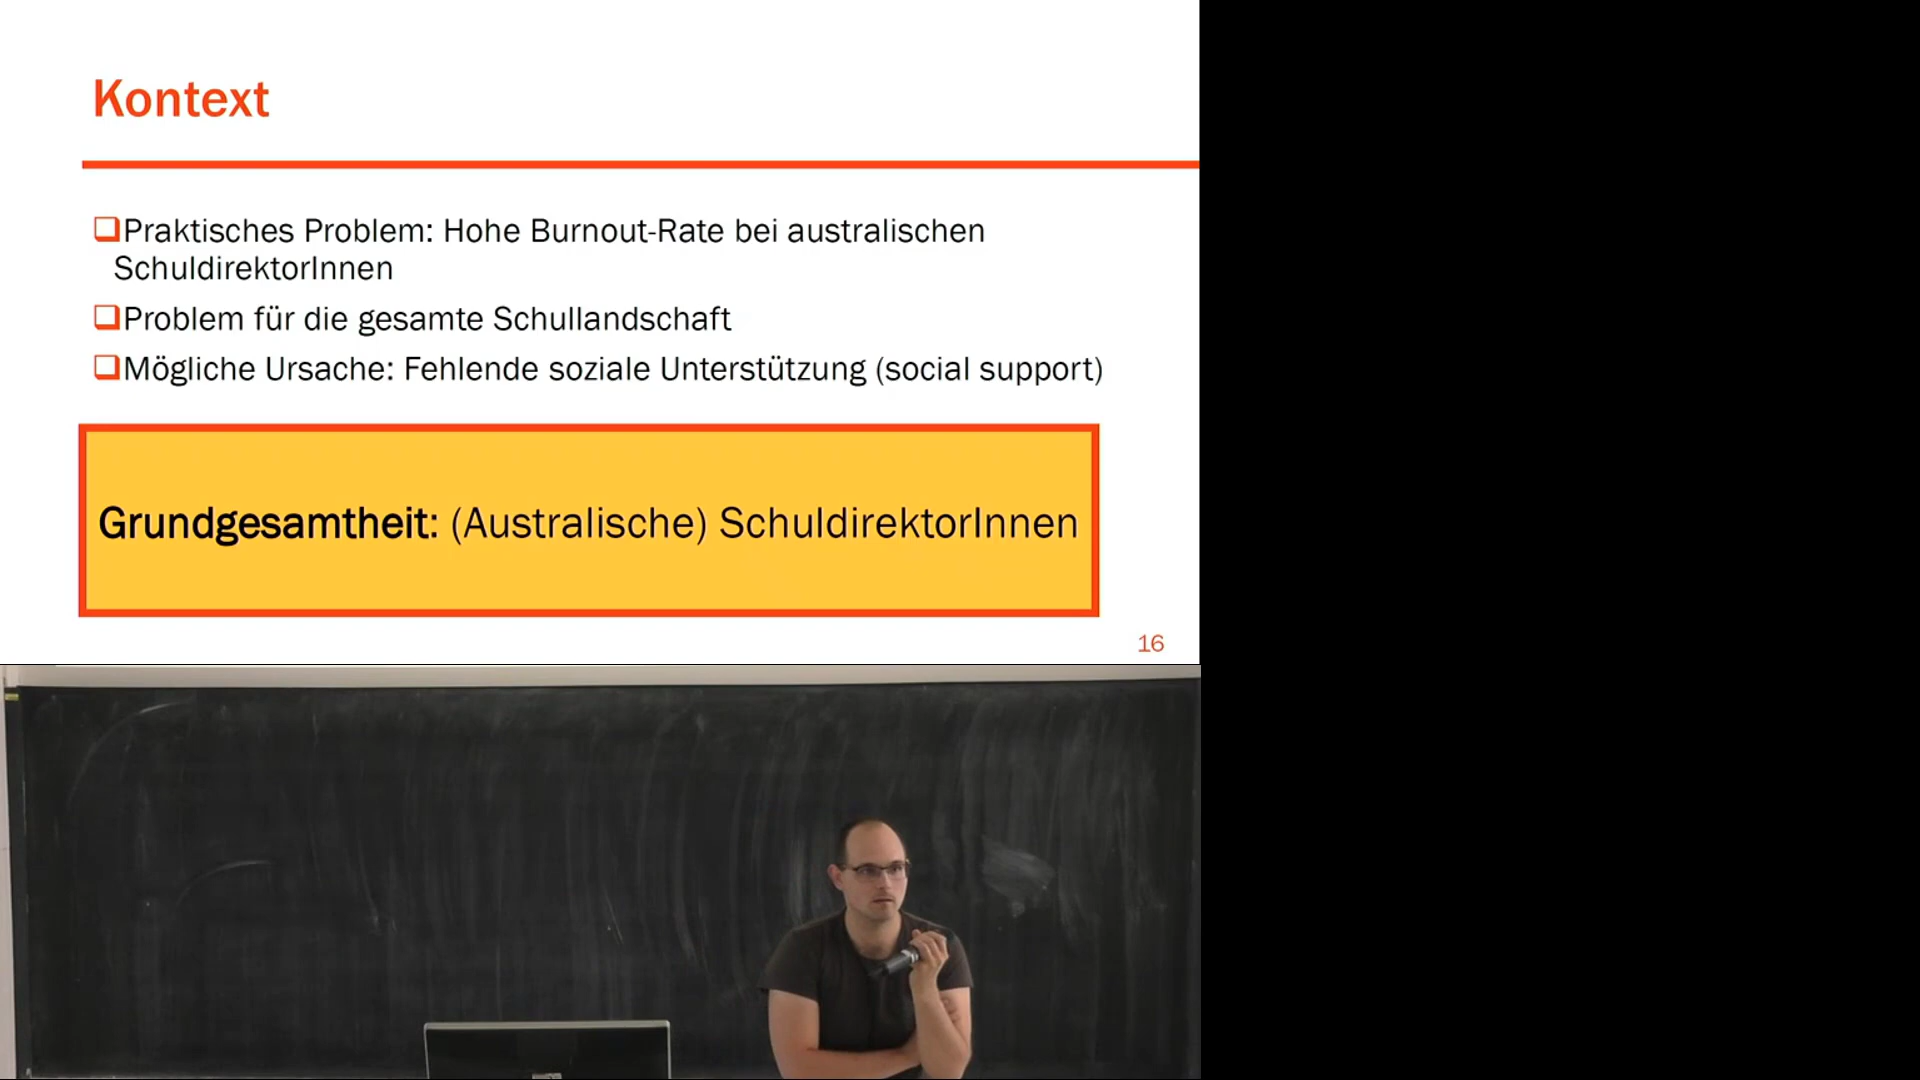 Kontext
Praktisches Problem: Hohe Burnout-Rate bei australischen
SchuldirektorInnen
Problem für die gesamte Schullandschaft
Mögliche Ursache: Fehlende soziale Unterstützung (social support)
Grundgesamtheit: (Australische) SchuldirektorInnen
16